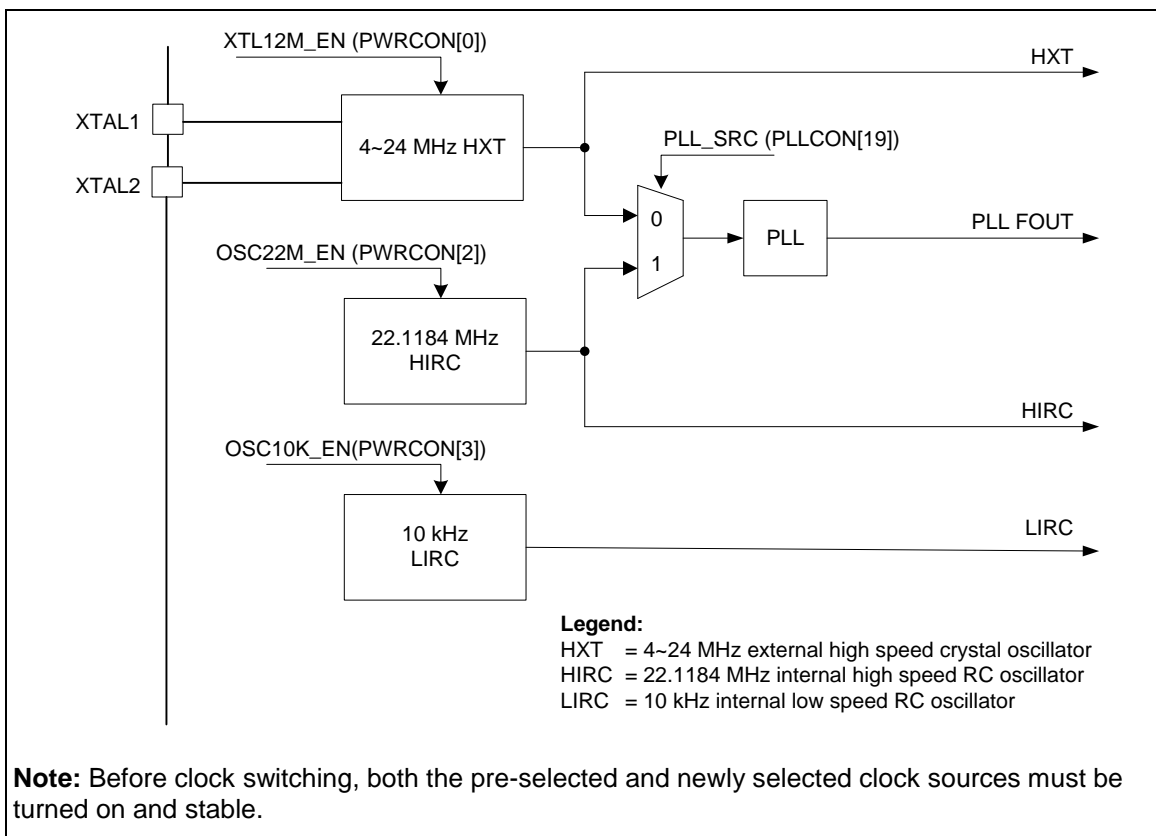 XTL12M_EN (PWRCON[0])
HXT
XTAL1
4~24 MHz HXT
PLL_SRC (PLLCON[19])
XTAL2
0
PLL
PLL FOUT
OSC22M_EN (PWRCON[2])
1
22.1184 MHz
HIRC
HIRC
OSC10K_EN(PWRCON[3])
10 kHz
LIRC
LIRC
Legend:
HXT = 4~24 MHz external high speed crystal oscillator
HIRC = 22.1184 MHz internal high speed RC oscillator
LIRC = 10 kHz internal low speed RC oscillator
Note: Before clock switching, both the pre-selected and newly selected clock sources must be
turned on and stable.